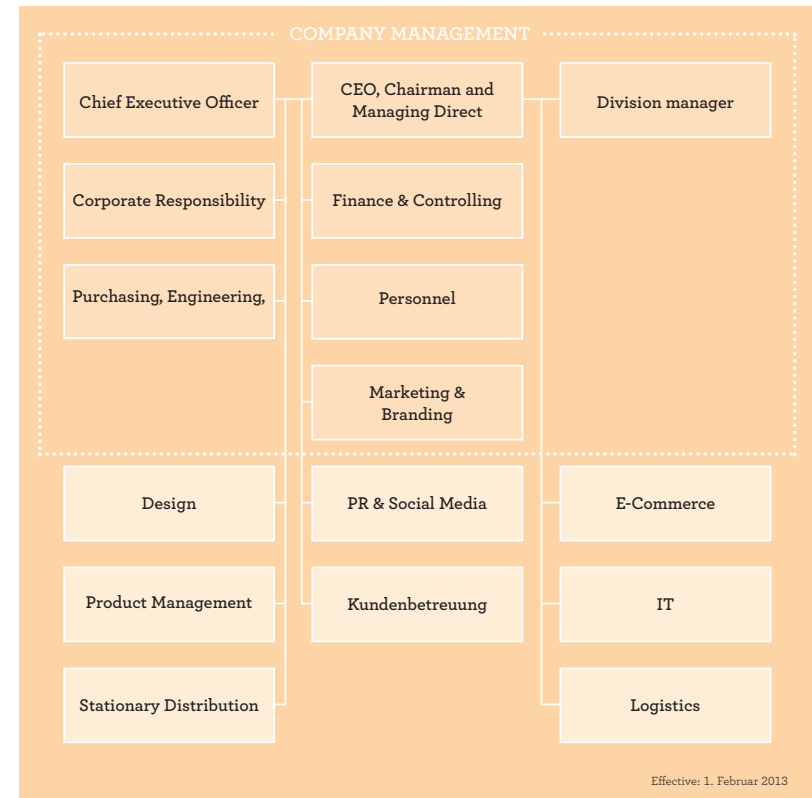 COMPANY MANAGEMENT
Chief Executive Officer
CEO, Chairman and
Managing Direct
Division manager
Corporate Responsibility
Finance & Controlling
Purchasing, Engineering,
Personnel
Marketing &
Branding
Design
PR & Social Media
E-Commerce
Product Management
Kundenbetreuung
IT
Stationary Distribution
Logistics
Effective: 1. Februar 2013